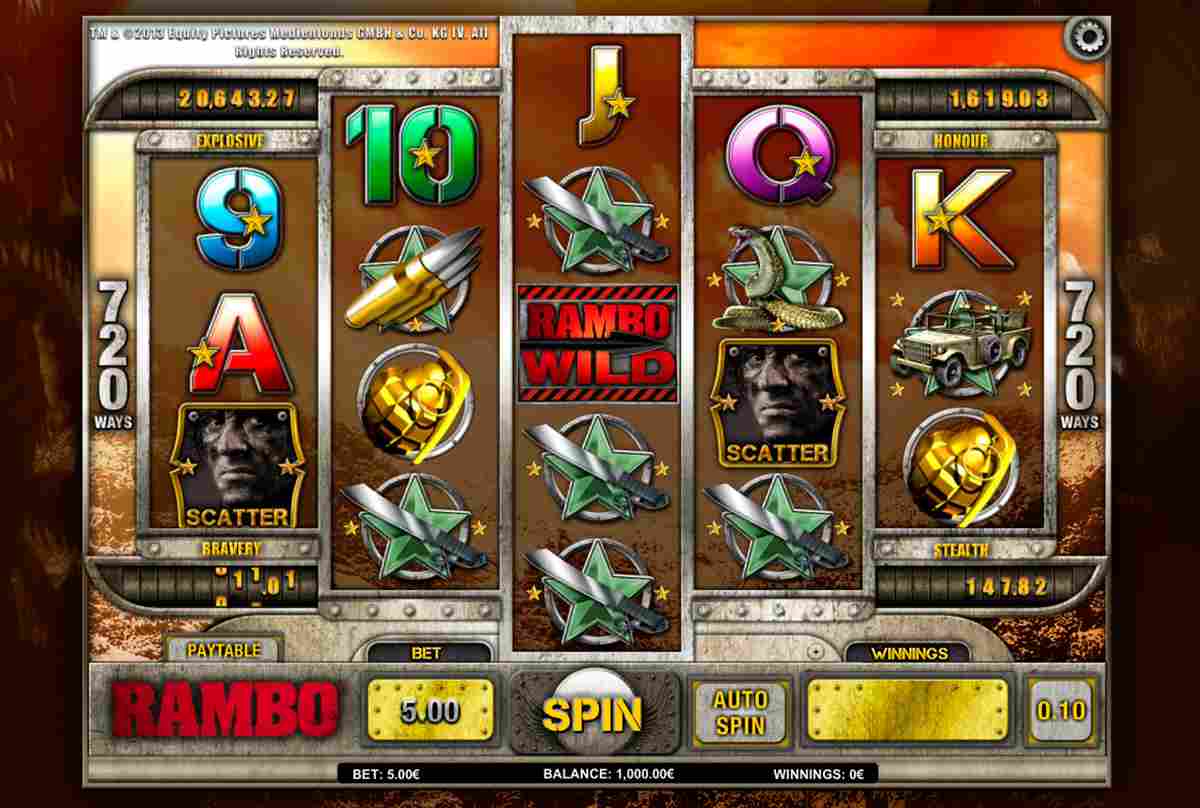 TM & ©2013 Equity Pictures Medienfonds GMBH & Co. KG IV. All
Rights Reserved.
20,643.27
1,619.03
EXPLOSIVE
HONOUR
9
10
J
Q
K
A
RAMBO
WILD
SCATTER
SCATTER
720
WAYS
720
WAYS
BRAVERY
STEALTH
147.82
PAYTABLE
BET
WINNINGS
RAMBO
5.00
SPIN
AUTO
SPIN
0.10
BET: 5.00€
BALANCE: 1,000.00€
WINNINGS: 0€